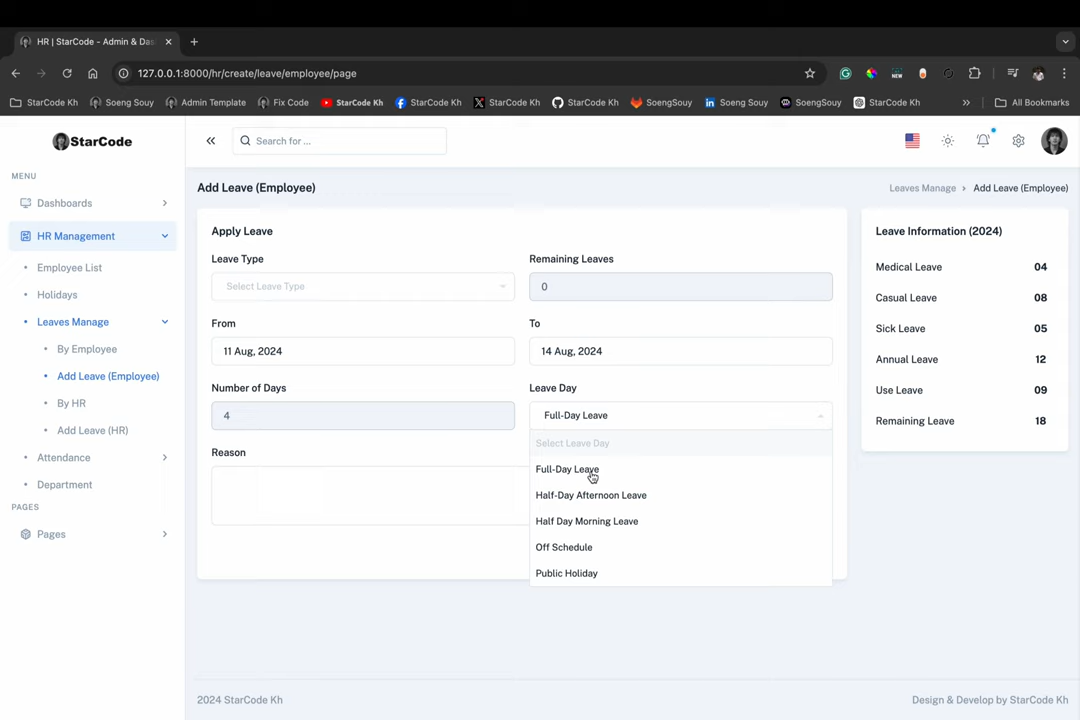 HR | StarCode - Admin & Das
127.0.0.1:8000/hr/create/leave/employee/page
NEW
StarCode Kh
Soeng Souy
Admin Template
Fix Code
StarCode Kh
StarCode Kh
StarCode Kh
StarCode Kh
SoengSouy
Soeng Souy
SoengSouy
StarCode Kh
All Bookmarks
StarCode
Search for ...
MENU
Dashboards
HR Management
Employee List
Holidays
Leaves Manage
By Employee
Add Leave (Employee)
By HR
Add Leave (HR)
Attendance
Department
PAGES
Pages
Add Leave (Employee)
Leaves Manage
Add Leave (Employee)
Apply Leave
Leave Type
Select Leave Type
Remaining Leaves
0
From
11 Aug, 2024
To
14 Aug, 2024
Number of Days
4
Leave Day
Full-Day Leave
Select Leave Day
Full-Day Leave
Half-Day Afternoon Leave
Half Day Morning Leave
Off Schedule
Public Holiday
Reason
Leave Information (2024)
Medical Leave 04
Casual Leave 08
Sick Leave 05
Annual Leave 12
Use Leave 09
Remaining Leave 18
2024 StarCode Kh
Design & Develop by StarCode Kh